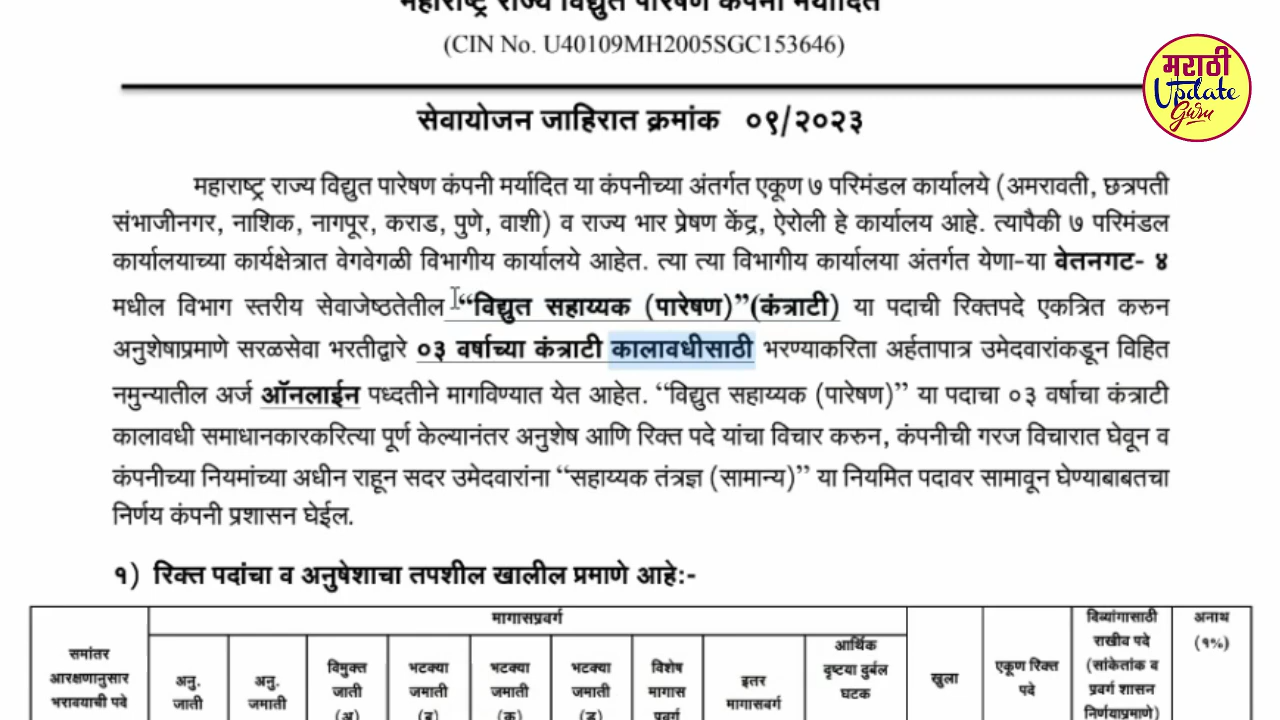 महाराष्ट्र राज्य विद्युत पारेषण कंपनी मर्यादित
(CIN No. U40109MH2005SGC153646)
मराठी
Update
Guru
सेवायोजन जाहिरात क्रमांक ०९/२०२३
महाराष्ट्र राज्य विद्युत पारेषण कंपनी मर्यादित या कंपनीच्या अंतर्गत एकूण ७ परिमंडल कार्यालये (अमरावती, छत्रपती
संभाजीनगर, नाशिक, नागपूर, कराड, पुणे, वाशी) व राज्य भार प्रेषण केंद्र, ऐरोली हे कार्यालय आहे. त्यापैकी ७ परिमंडल
कार्यालयाच्या कार्यक्षेत्रात वेगवेगळी विभागीय कार्यालये आहेत. त्या त्या विभागीय कार्यालया अंतर्गत येणा-या वेतनगट- ४
मधील विभाग स्तरीय सेवाजेष्ठतेतील “विद्युत सहाय्यक (पारेषण)”(कंत्राटी) या पदाची रिक्तपदे एकत्रित करुन
अनुशेषाप्रमाणे सरळसेवा भरतीद्वारे ०३ वर्षाच्या कंत्राटी कालावधीसाठी भरण्याकरिता अर्हतापात्र उमेदवारांकडून विहित
नमुन्यातील अर्ज ऑनलाईन पध्दतीने मागविण्यात येत आहेत. “विद्युत सहाय्यक (पारेषण)” या पदाचा ०३ वर्षाचा कंत्राटी
कालावधी समाधानकारकरित्या पूर्ण केल्यानंतर अनुशेष आणि रिक्त पदे यांचा विचार करुन, कंपनीची गरज विचारात घेवून व
कंपनीच्या नियमांच्या अधीन राहून सदर उमेदवारांना “सहाय्यक तंत्रज्ञ (सामान्य)” या नियमित पदावर सामावून घेण्याबाबतचा
निर्णय कंपनी प्रशासन घेईल.
१) रिक्त पदांचा व अनुषेशाचा तपशील खालील प्रमाणे आहे:-
समांतर
आरक्षणानुसार
भरावयाची पदे
मागासप्रवर्ग
अनु.
जाती
अनु.
जमाती
विमुक्त
जाती
(अ)
भटक्या
जमाती
(ब)
भटक्या
जमाती
(क)
भटक्या
जमाती
(ड)
विशेष
मागास
प्रवर्ग
इतर
मागासवर्ग
आर्थिक
दृष्टया दुर्बल
घटक
खुला
एकूण रिक्त
पदे
दिव्यांगासाठी
राखीव पदे
(सांकेतांक व
प्रवर्ग शासन
निर्णयाप्रमाणे)
अनाथ
(१%)